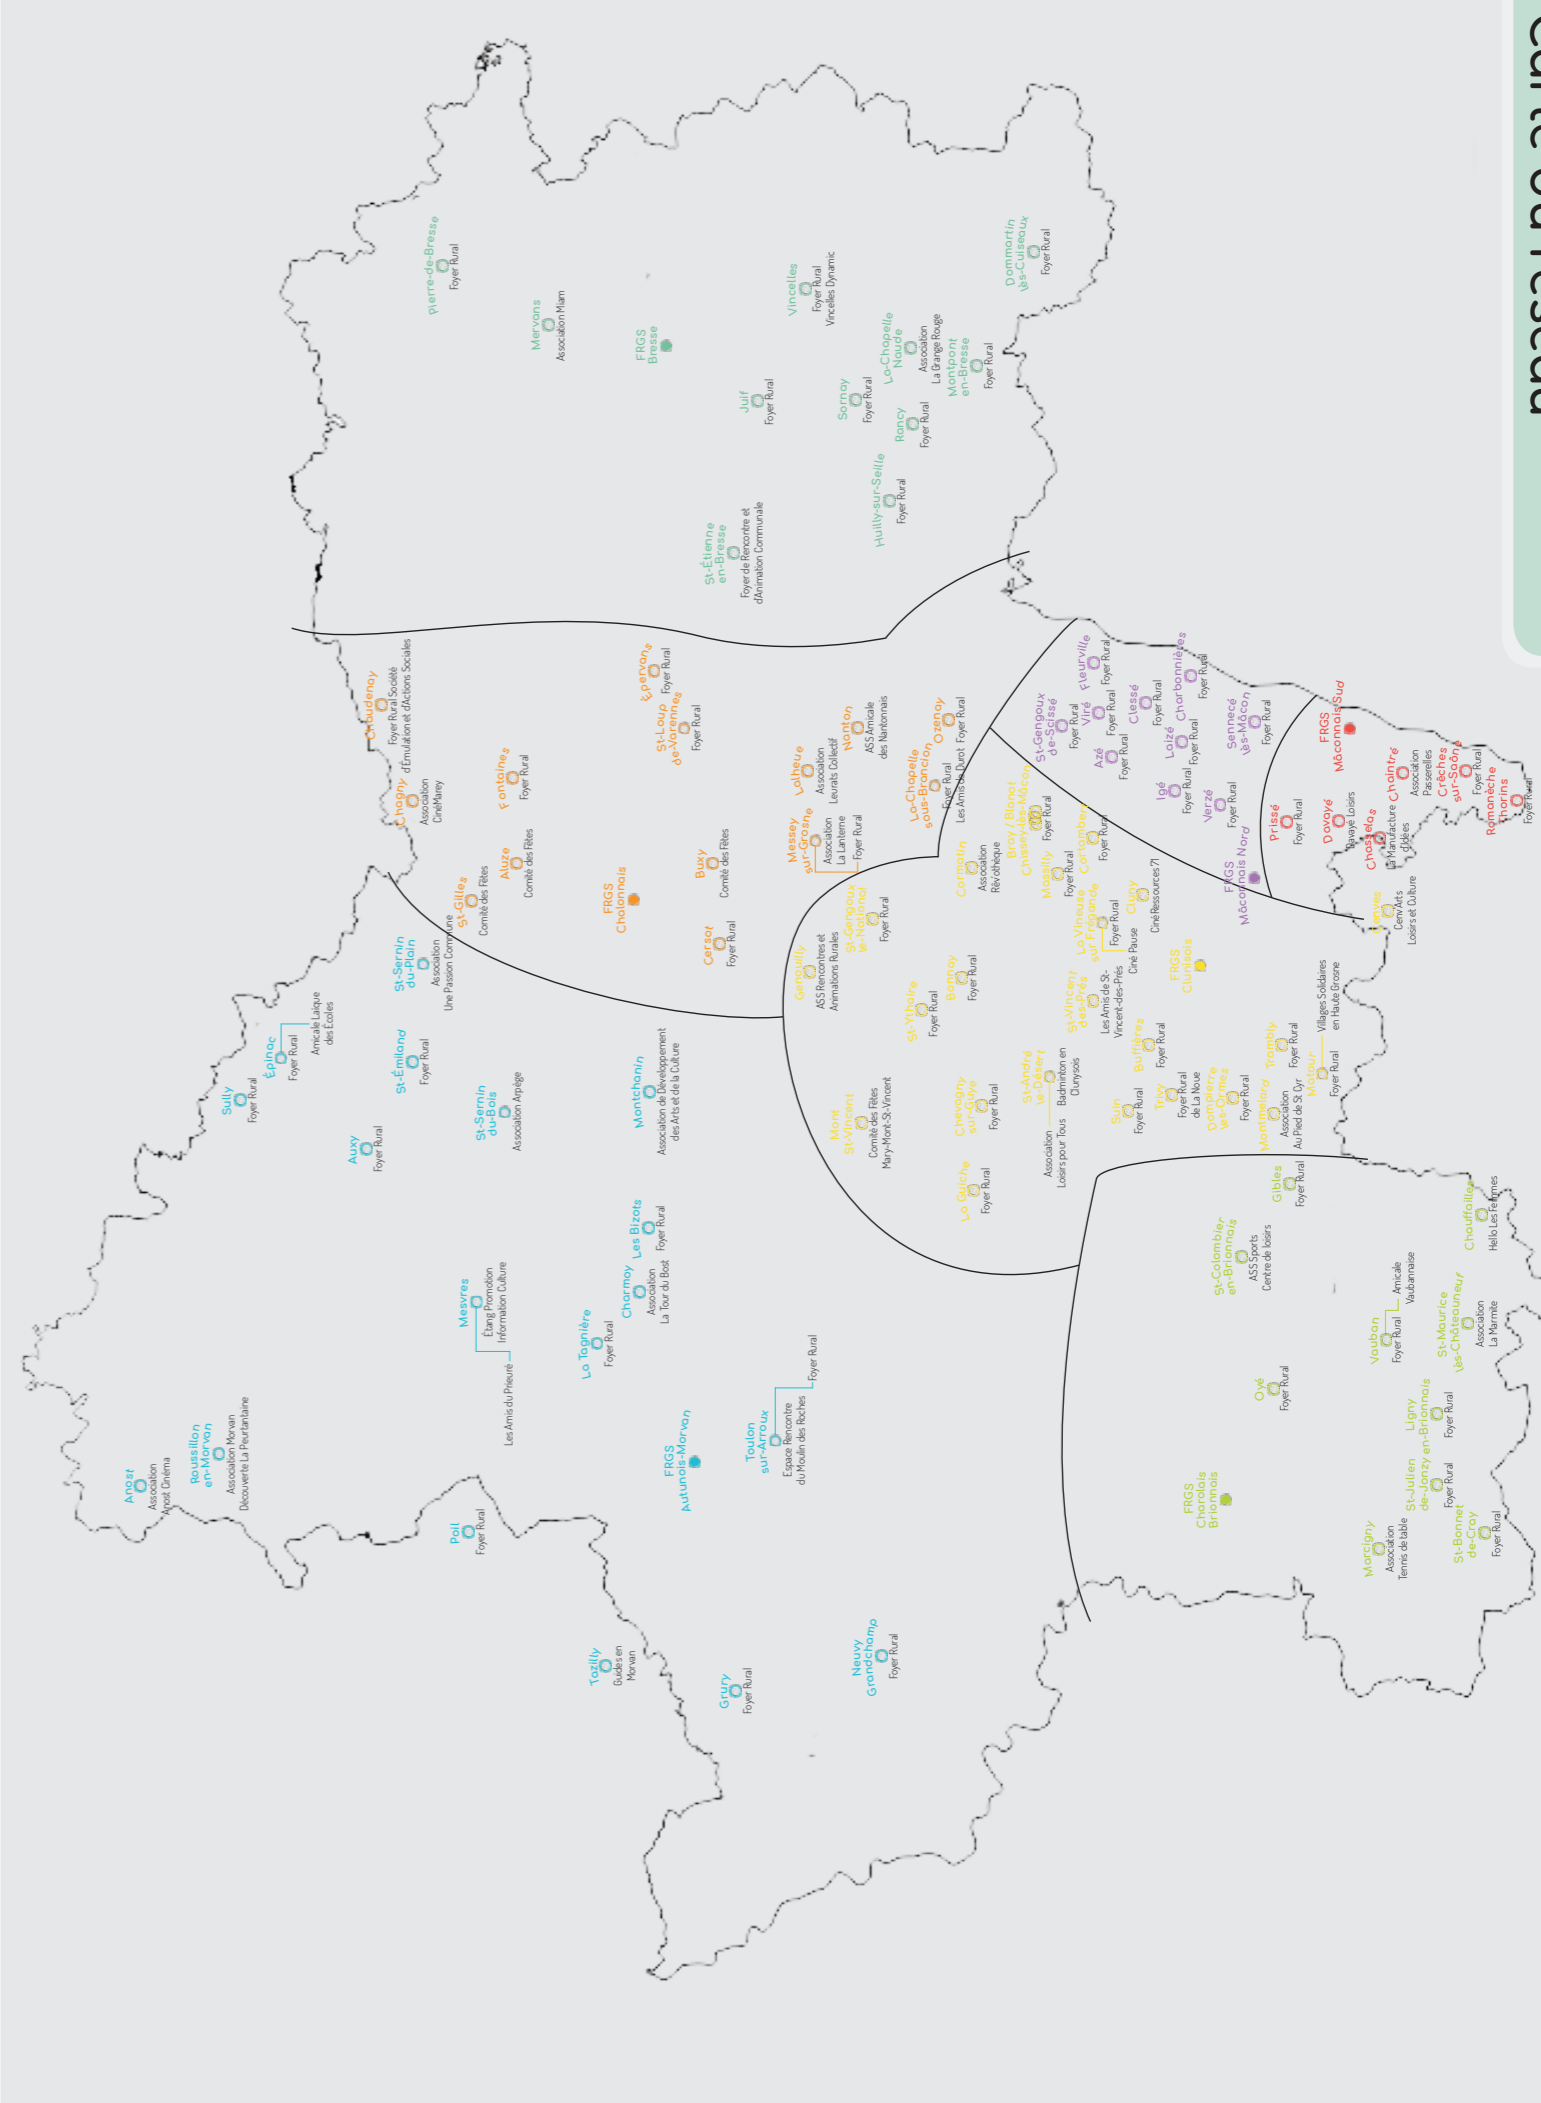 Carte du réseau
Anost
Association
Anost Cinéma
Roussillon
en-Morvan
Association Morvan
Découverte La Peurtantaine
Sully
Foyer Rural
Épinac
Foyer Rural
Amicale Laïque
des Écoles
Auxy
Foyer Rural
St-Émiland
Foyer Rural
St-Sernin
du-Plain
Association
Une Passion Commune
St-Sernin
du-Bois
Association Arpège
Mesvres
Étang Promotion
Information Culture
Les Amis du Prieuré
Poil
Foyer Rural
La Tagnière
Foyer Rural
Charmoy
Association
La Tour du Bost
Les Bizots
Foyer Rural
Montchanin
Association de Développement
des Arts et de la Culture
FRGS
Autunois-Morvan
Toulon
sur-Arroux
Espace Rencontre
du Moulin des Roches
Foyer Rural
Tazilly
Guides en
Morvan
Grury
Foyer Rural
Neuvy
Grandchamp
Foyer Rural
Chaudenay
Foyer Rural Société
d'Émulation et d'Actions Sociales
Chagny
Association
CinéMarey
Fontaines
Foyer Rural
Aluze
Comité des Fêtes
St-Gilles
Comité des Fêtes
FRGS
Chalonnais
Épervans
Foyer Rural
St-Loup
de-Varennes
Foyer Rural
Buxy
Comité des Fêtes
Cersot
Foyer Rural
Lalheue
Association
Leurats Collectif
Messey
sur-Grosne
Association
La Lanterne
Foyer Rural
Nanton
ASS Amicale
des Nantonnais
Ozenay
Foyer Rural
La-Chapelle
sous-Brancion
Foyer Rural
Les Amis de Durot
Pierre-de-Bresse
Foyer Rural
Mervans
Association Miam
FRGS
Bresse
Juif
Foyer Rural
Vincelles
Foyer Rural
Vincelles Dynamic
Sornay
Foyer Rural
La-Chapelle
Naude
Association
La Grange Rouge
Rancy
Foyer Rural
Montpont
en-Bresse
Foyer Rural
Dommartin
lès-Cuiseaux
Foyer Rural
Huilly-sur-Seille
Foyer Rural
St-Étienne
en-Bresse
Foyer de Rencontre et
d'Animation Communale
Genouilly
ASS Rencontres et
Animations Rurales
St-Gengoux
le-National
Foyer Rural
Mont
St-Vincent
Comité des Fêtes
Mary-Mont-St-Vincent
St-Ythaire
Foyer Rural
Bonnay
Foyer Rural
Cormatin
Association
Rêvothèque
Bray / Blanot
Chissey-lès-Mâcon
Foyer Rural
Massilly
Foyer Rural
Cortambert
Foyer Rural
La Guiche
Foyer Rural
Chevagny
sur-Guye
Foyer Rural
St-André
le-Désert
Badminton en
Clunysois
Association
Loisirs pour Tous
St-Vincent
des-Prés
Les Amis de St-
Vincent-des-Prés
La Vineuse
sur Frégande
Foyer Rural
Ciné Pause
Cluny
Ciné Ressources 71
FRGS
Clunisois
Buffières
Foyer Rural
Suin
Foyer Rural
Trivy
Foyer Rural
de La Noue
Dompierre
les-Ormes
Foyer Rural
Montmelard
Association
Au Pied de St Cyr
Trambly
Foyer Rural
Matour
Foyer Rural
Villages Solidaires
en Haute Grosne
Cenves
Cenv'Arts
Loisirs et Culture
St-Gengoux
de-Scissé
Foyer Rural
Fleurville
Foyer Rural
Viré
Foyer Rural
Azé
Foyer Rural
Clessé
Foyer Rural
Charbonnières
Foyer Rural
Laizé
Foyer Rural
Igé
Foyer Rural
Verzé
Foyer Rural
Sennecé
lès-Mâcon
Foyer Rural
FRGS
Mâconnais Nord
FRGS
Mâconnais Sud
Prissé
Foyer Rural
Davayé
Davaye Loisirs
Chasselas
La Manufacture
d'Idées
Chaintré
Association
Passerelles
Crêches
sur-Saône
Foyer Rural
Romanèche
Thorins
Foyer Rural
Gibles
Foyer Rural
St-Colombier
en-Brionnais
ASS Sports
Centre de loisirs
Oyé
Foyer Rural
FRGS
Charolais
Brionnais
Vauban
Foyer Rural
Amicale
Vaubannaise
Chauffailles
Hello Les Femmes
St-Maurice
lès-Châteauneuf
Association
La Marmite
Ligny
en-Brionnais
Foyer Rural
St-Julien
de-Jonzy
Foyer Rural
St-Bonnet
de-Cray
Foyer Rural
Marcigny
Association
Tennis de table